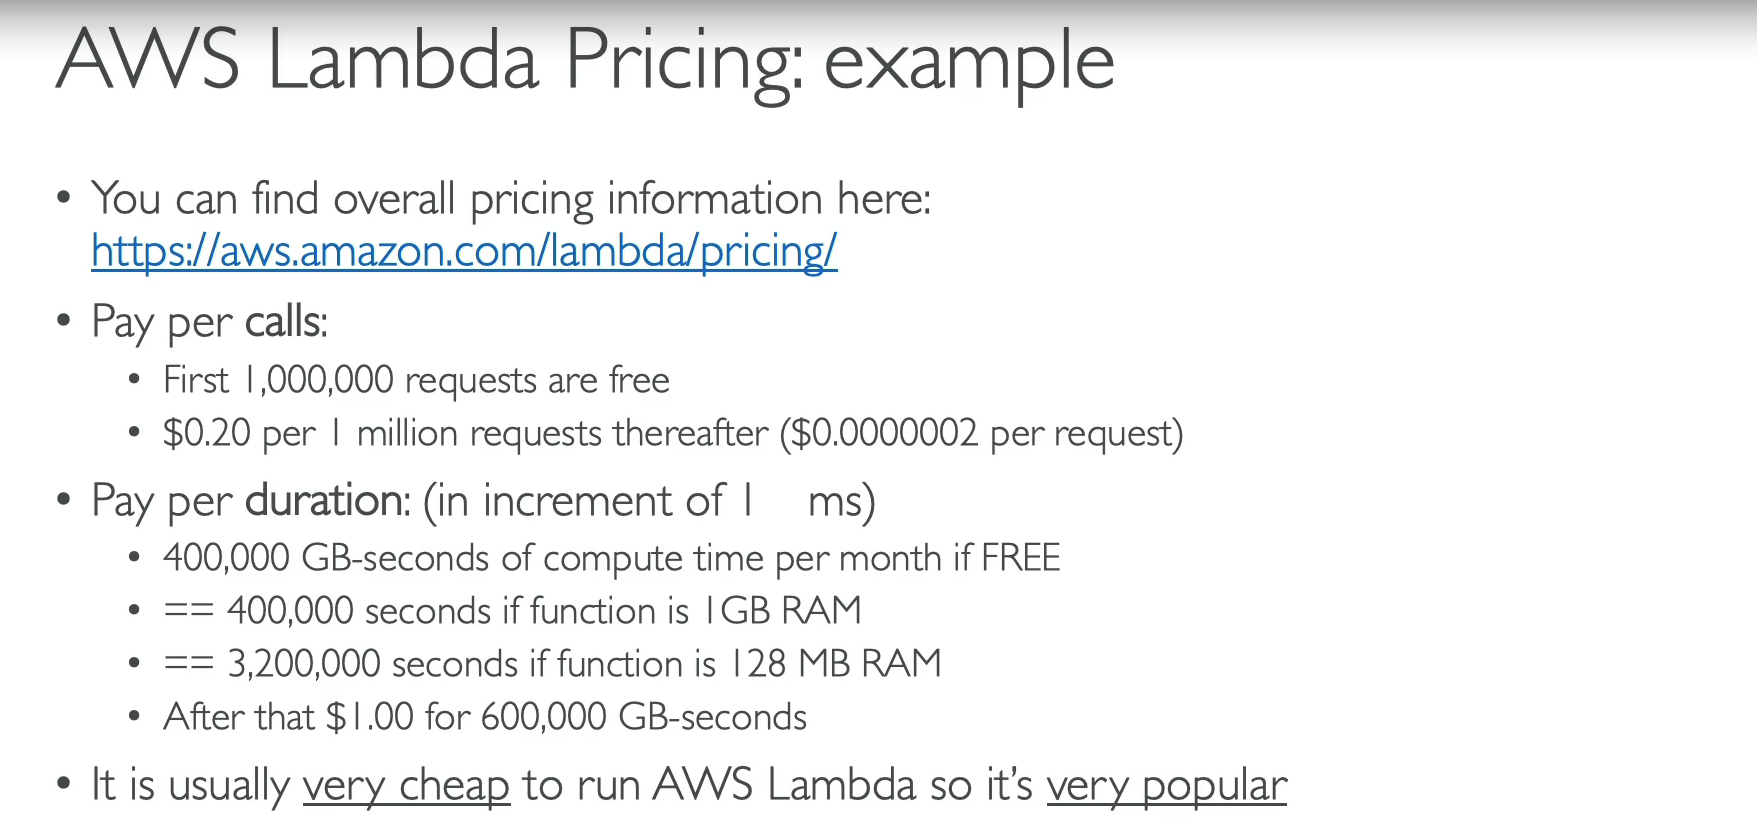 AWS Lambda Pricing: example
• You can find overall pricing information here:
https://aws.amazon.com/lambda/pricing/
• Pay per calls:
• First 1,000,000 requests are free
• $0.20 per 1 million requests thereafter ($0.0000002 per request)
• Pay per duration: (in increment of 1 ms)
• 400,000 GB-seconds of compute time per month if FREE
• == 400,000 seconds if function is 1GB RAM
• == 3,200,000 seconds if function is 128 MB RAM
• After that $1.00 for 600,000 GB-seconds
• It is usually very cheap to run AWS Lambda so it's very popular